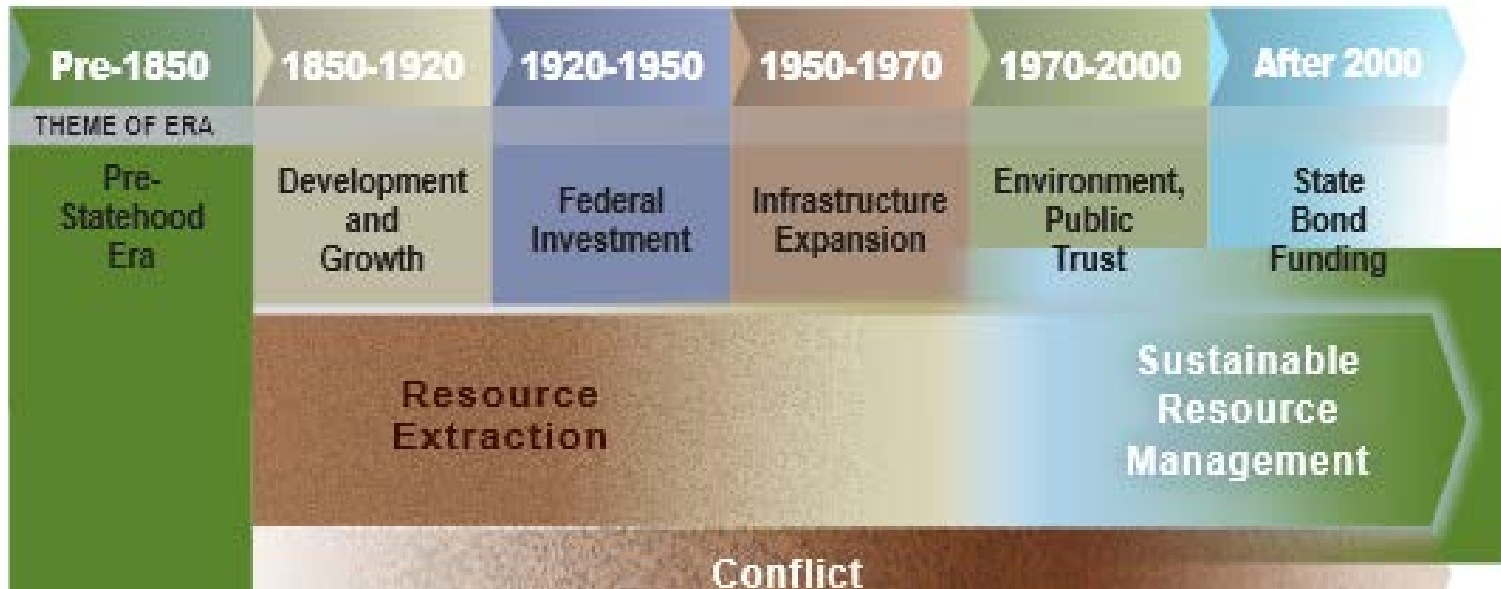 Pre-1850
1850-1920
1920-1950
1950-1970
1970-2000
After 2000
THEME OF ERA
Pre-
Statehood
Era
Development
and
Growth
Federal
Investment
Infrastructure
Expansion
Environment,
Public
Trust
State
Bond
Funding
Resource
Extraction
Sustainable
Resource
Management
Conflict